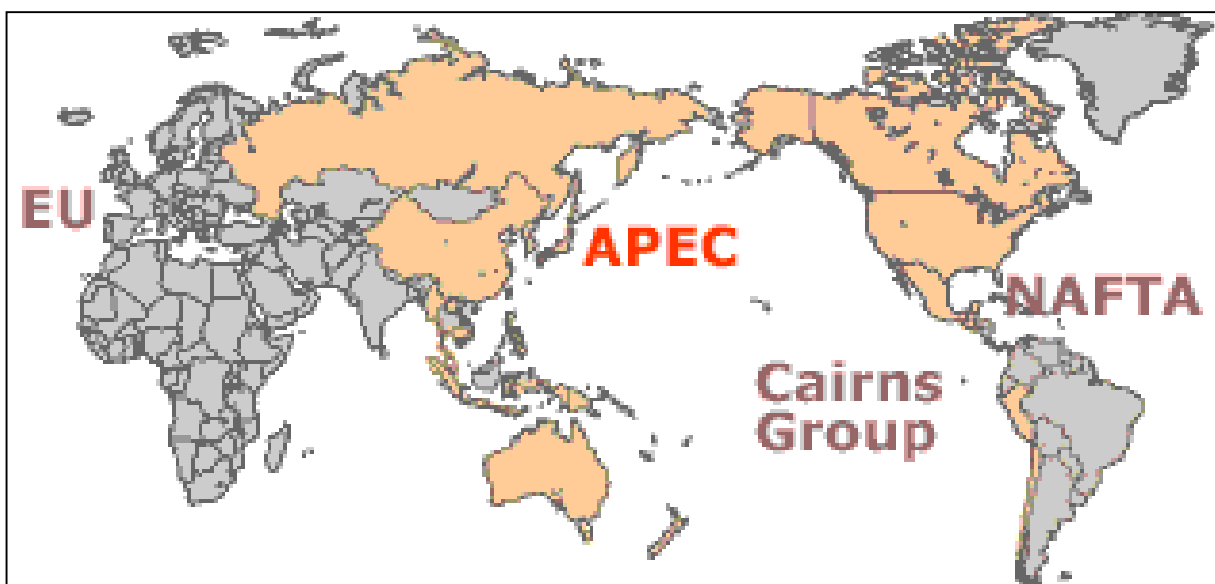 EU
APEC
NAFTA
Cairns
Group